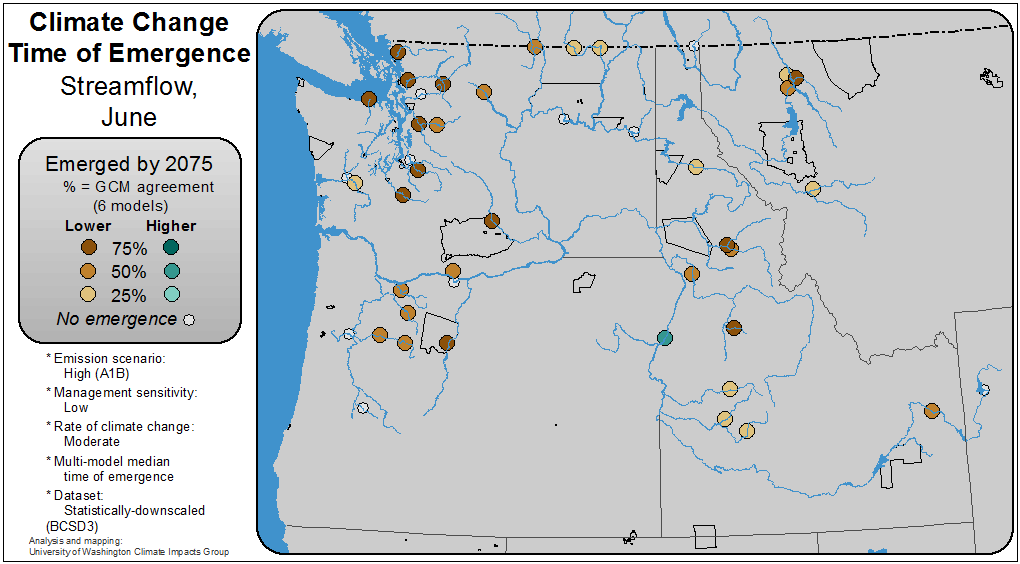 Climate Change
Time of Emergence
Streamflow,
June
Emerged by 2075
% = GCM agreement
(6 models)
Lower Higher
75%
50%
25%
No emergence
* Emission scenario:
High (A1B)
* Management sensitivity:
Low
* Rate of climate change:
Moderate
* Multi-model median
time of emergence
* Dataset:
Statistically-downscaled
(BCSD3)
Analysis and mapping:
University of Washington Climate Impacts Group